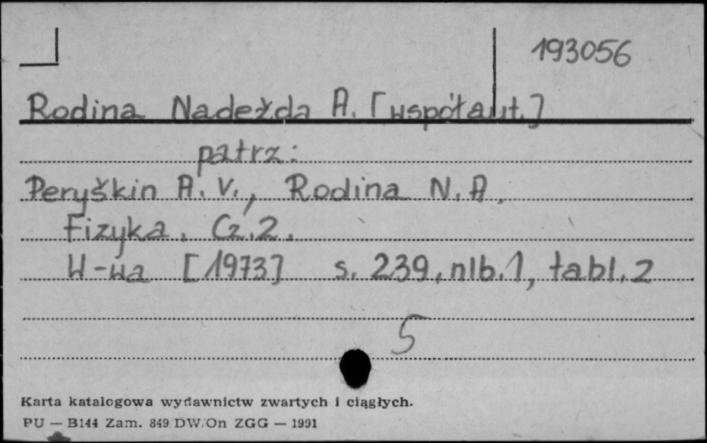 193056
Rodina Nadežda A. [współaut.]
patrz:
Peryškin A. V., Rodina N. A.
Fizyka. Cz. 2.
W-wa [1973] s. 239, nlb. 1, tabl. 2
5
Karta katalogowa wydawnictw zwartych i ciągłych.
PU — B144 Zam. 849 DW/On ZGG — 1991